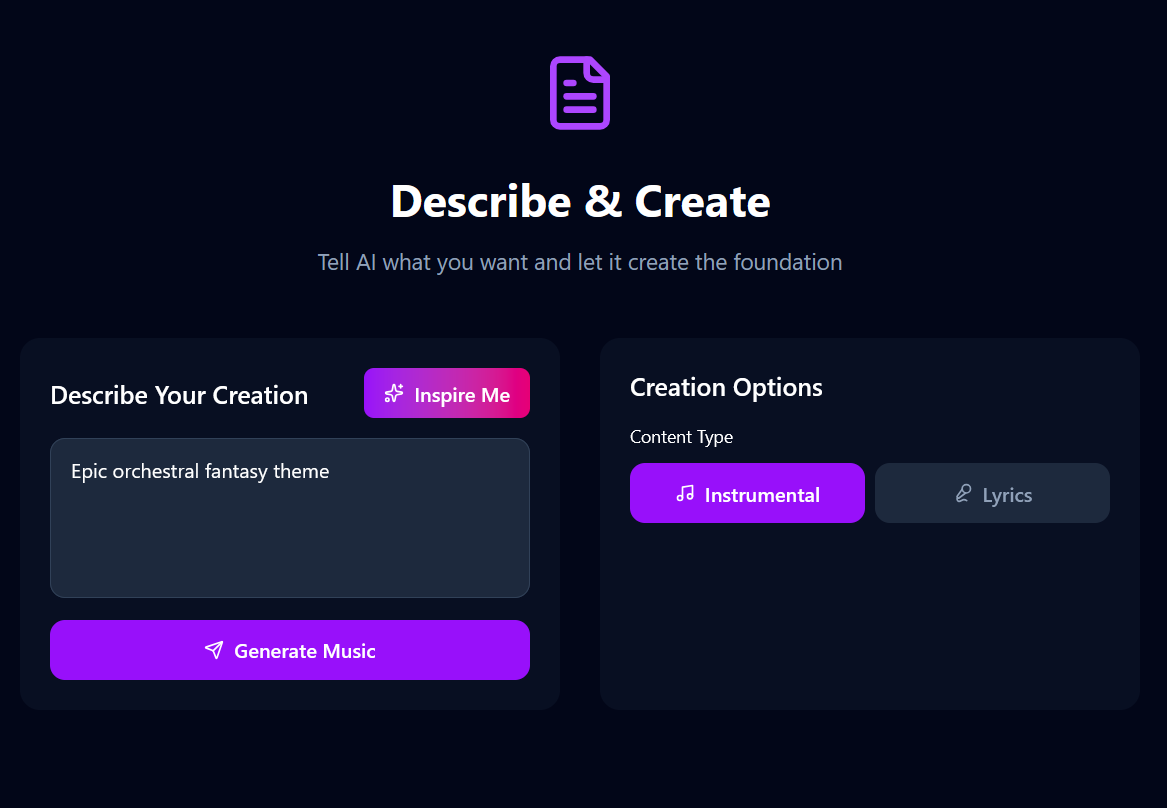 Describe & Create
Tell AI what you want and let it create the foundation
Describe Your Creation
Inspire Me
Epic orchestral fantasy theme
Generate Music
Creation Options
Content Type
Instrumental
Lyrics